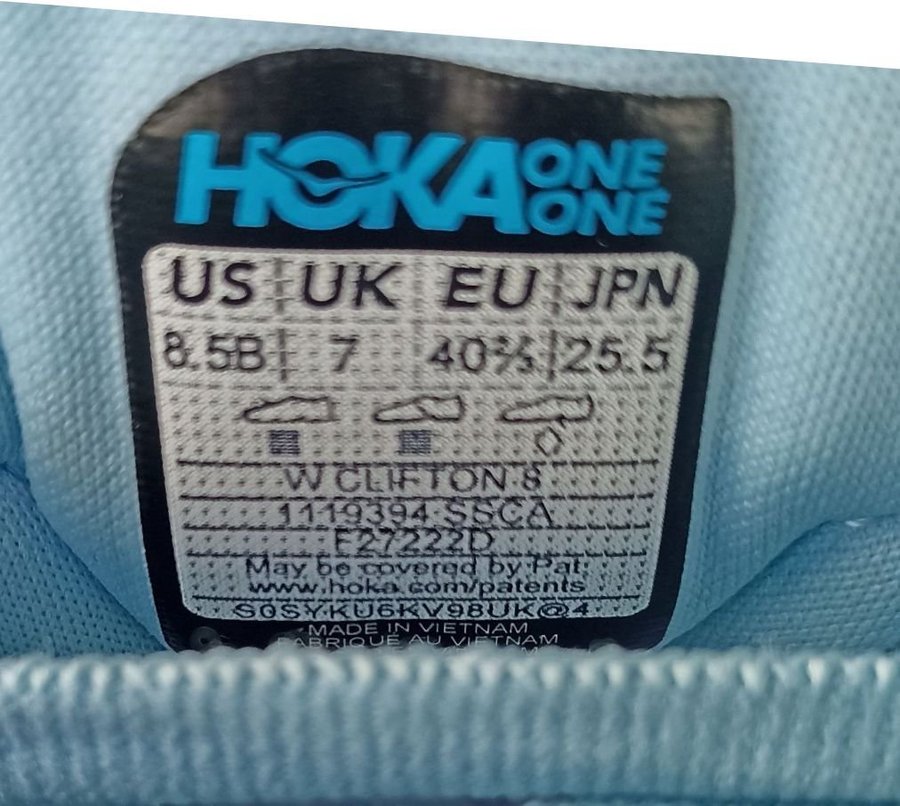 HOKA ONE ONE
US UK EU JPN
8.5B 7 40⅔ 25.5
W CLIFTON 8
1119394 SSCA
F27222D
May be covered by Pat:
www.hoka.com/patents
S0SYKU6KV98UK@4
MADE IN VIETNAM
FABRIQUE AU VIETNAM